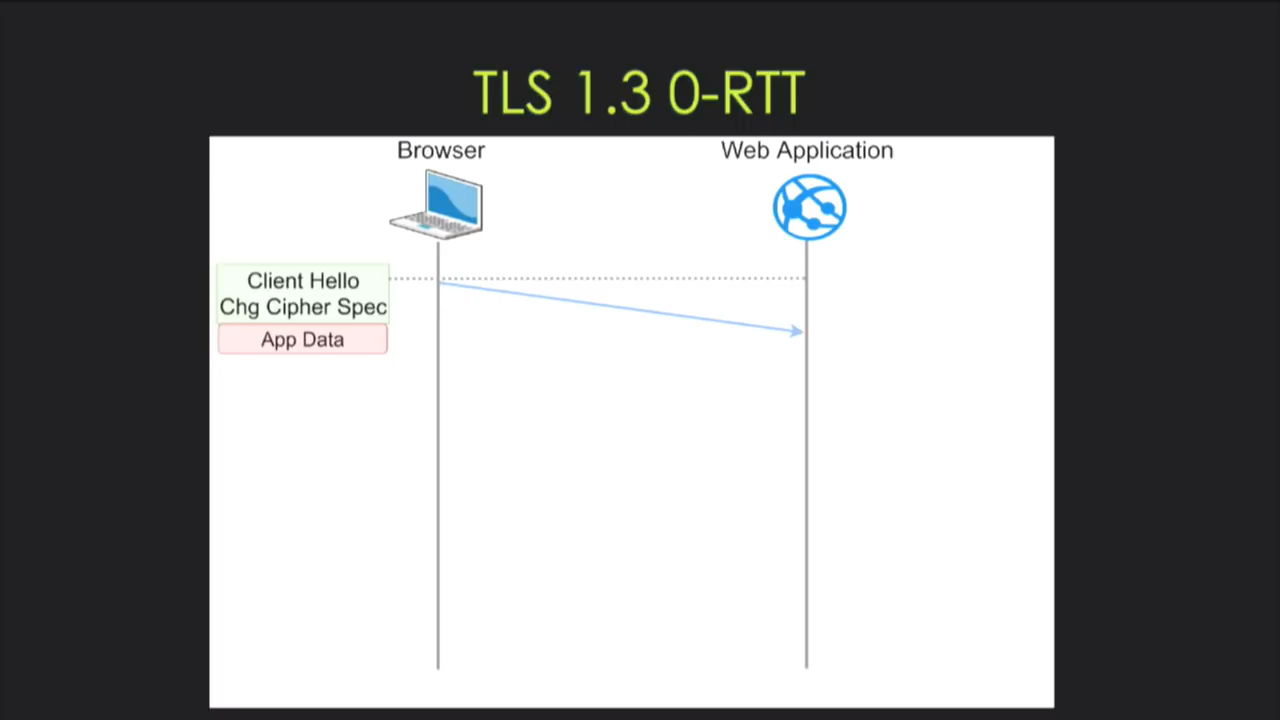 TLS 1.3 0-RTT
Browser
Web Application
Client Hello
Chg Cipher Spec
App Data